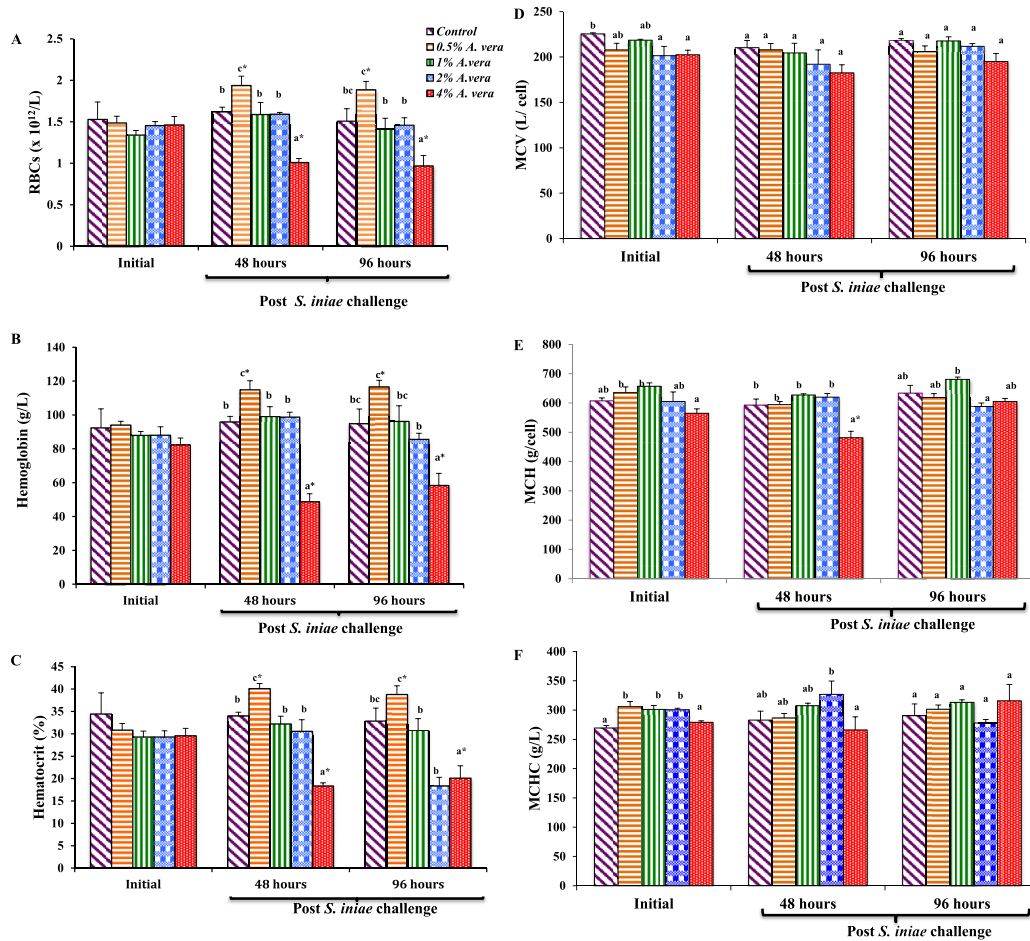 A
RBCs (x 10¹²/L)
2.5
2
1.5
1
0.5
0
Control
0.5% A. vera
1% A.vera
2% A.vera
4% A. vera
b c* b b a*
bc c* b b a*
Initial 48 hours 96 hours
Post S. iniae challenge
B
Hemoglobin (g/L)
140
120
100
80
60
40
20
0
b c* b b a*
bc c* bc b a*
Initial 48 hours 96 hours
Post S. iniae challenge
C
Hematocrit (%)
45
40
35
30
25
20
15
10
5
0
b c* b b a*
bc c* b b a*
Initial 48 hours 96 hours
Post S. iniae challenge
D
MCV (L/ cell)
250
200
150
100
50
0
b ab ab a a
a a a a a
a a a a a
Initial 48 hours 96 hours
Post S. iniae challenge
E
MCH (g/cell)
800
700
600
500
400
300
200
100
0
ab b b ab a
b b b b a*
ab ab b a ab
Initial 48 hours 96 hours
Post S. iniae challenge
F
MCHC (g/L)
400
350
300
250
200
150
100
50
0
a b b b a
ab ab ab b a
a a a a a
Initial 48 hours 96 hours
Post S. iniae challenge